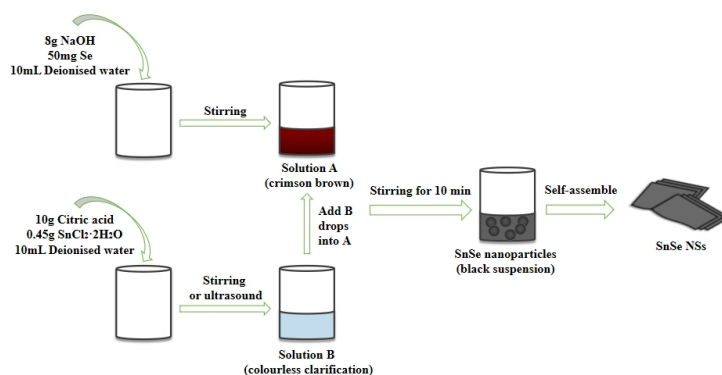 8g NaOH
50mg Se
10mL Deionised water
Stirring
Solution A
(crimson brown)
10g Citric acid
0.45g SnCl₂·2H₂O
10mL Deionised water
Stirring
or ultrasound
Solution B
(colourless clarification)
Add B
drops
into A
Stirring for 10 min
SnSe nanoparticles
(black suspension)
Self-assemble
SnSe NSs